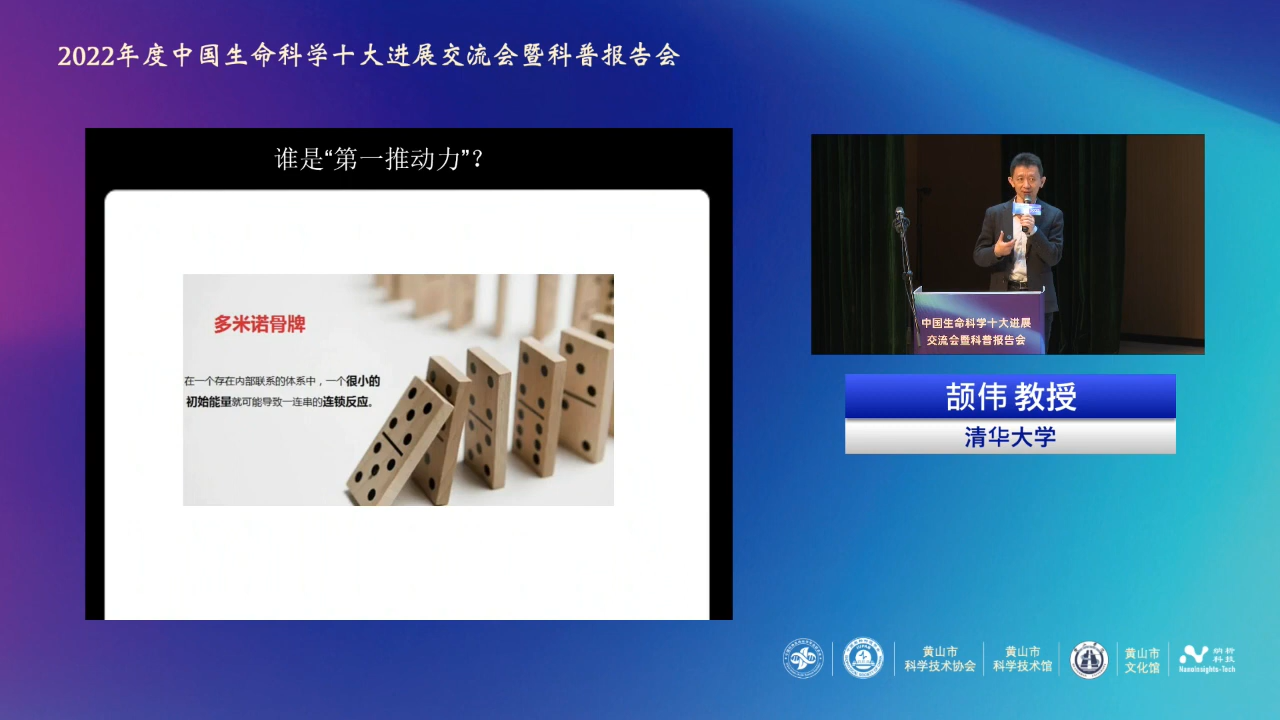 2022年度中国生命科学十大进展交流会暨科普报告会
谁是“第一推动力”？
多米诺骨牌
在一个存在内部联系的体系中，一个很小的
初始能量就可能导致一连串的连锁反应。
中国生命科学十大进展
交流会暨科普报告会
颉伟 教授
清华大学
黄山市
科学技术协会
黄山市
科学技术馆
黄山市
文化馆
纳析
科技
NanoInsights-Tech